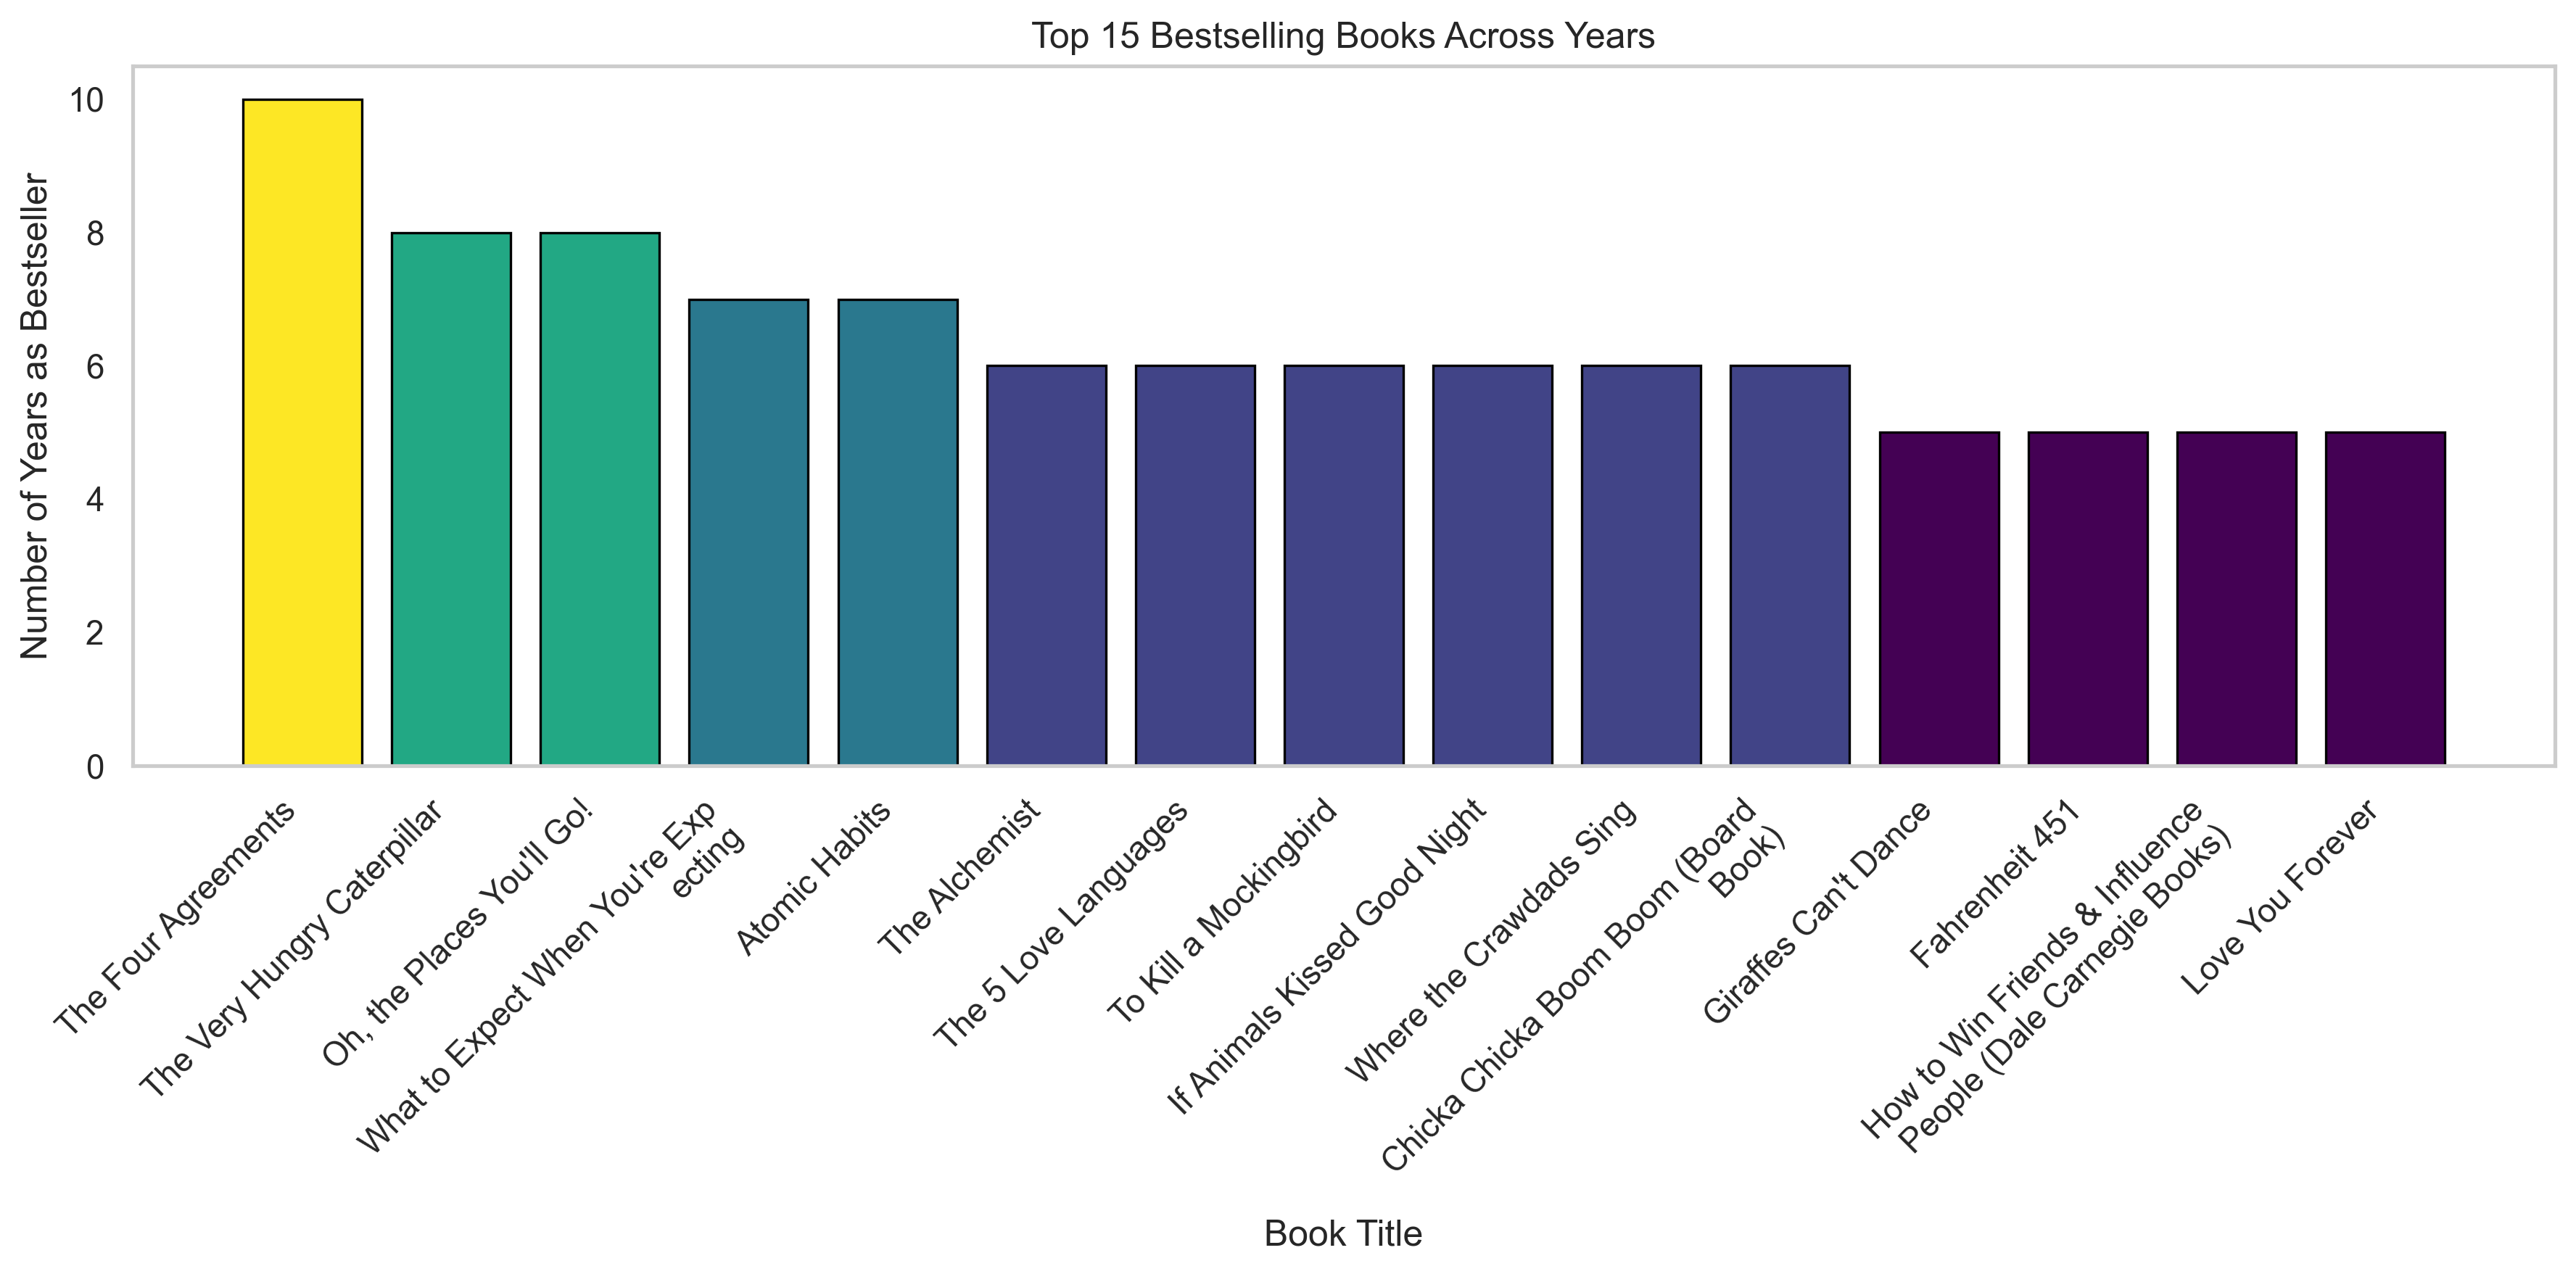 Top 15 Bestselling Books Across Years
Number of Years as Bestseller
10
8
6
4
2
0
The Four Agreements
The Very Hungry Caterpillar
Oh, the Places You'll Go!
What to Expect When You're Exp
ecting
Atomic Habits
The Alchemist
The 5 Love Languages
To Kill a Mockingbird
If Animals Kissed Good Night
Where the Crawdads Sing
Chicka Chicka Boom Boom (Board
Book)
Giraffes Can't Dance
Fahrenheit 451
How to Win Friends & Influence
People (Dale Carnegie Books)
Love You Forever
Book Title